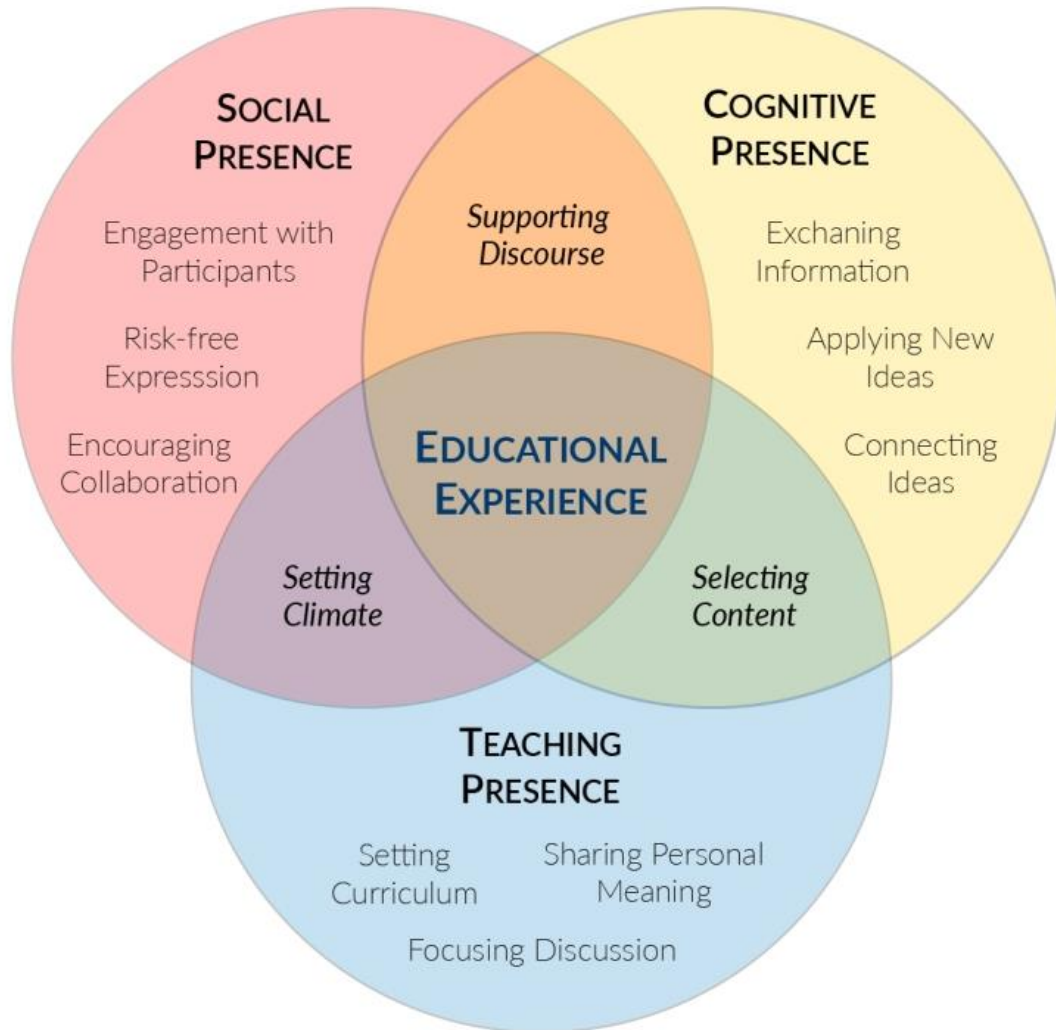 SOCIAL
PRESENCE
Engagement with
Participants
Risk-free
Expresssion
Encouraging
Collaboration
Supporting
Discourse
COGNITIVE
PRESENCE
Exchaning
Information
Applying New
Ideas
Connecting
Ideas
EDUCATIONAL
EXPERIENCE
Setting
Climate
Selecting
Content
TEACHING
PRESENCE
Setting
Curriculum
Sharing Personal
Meaning
Focusing Discussion